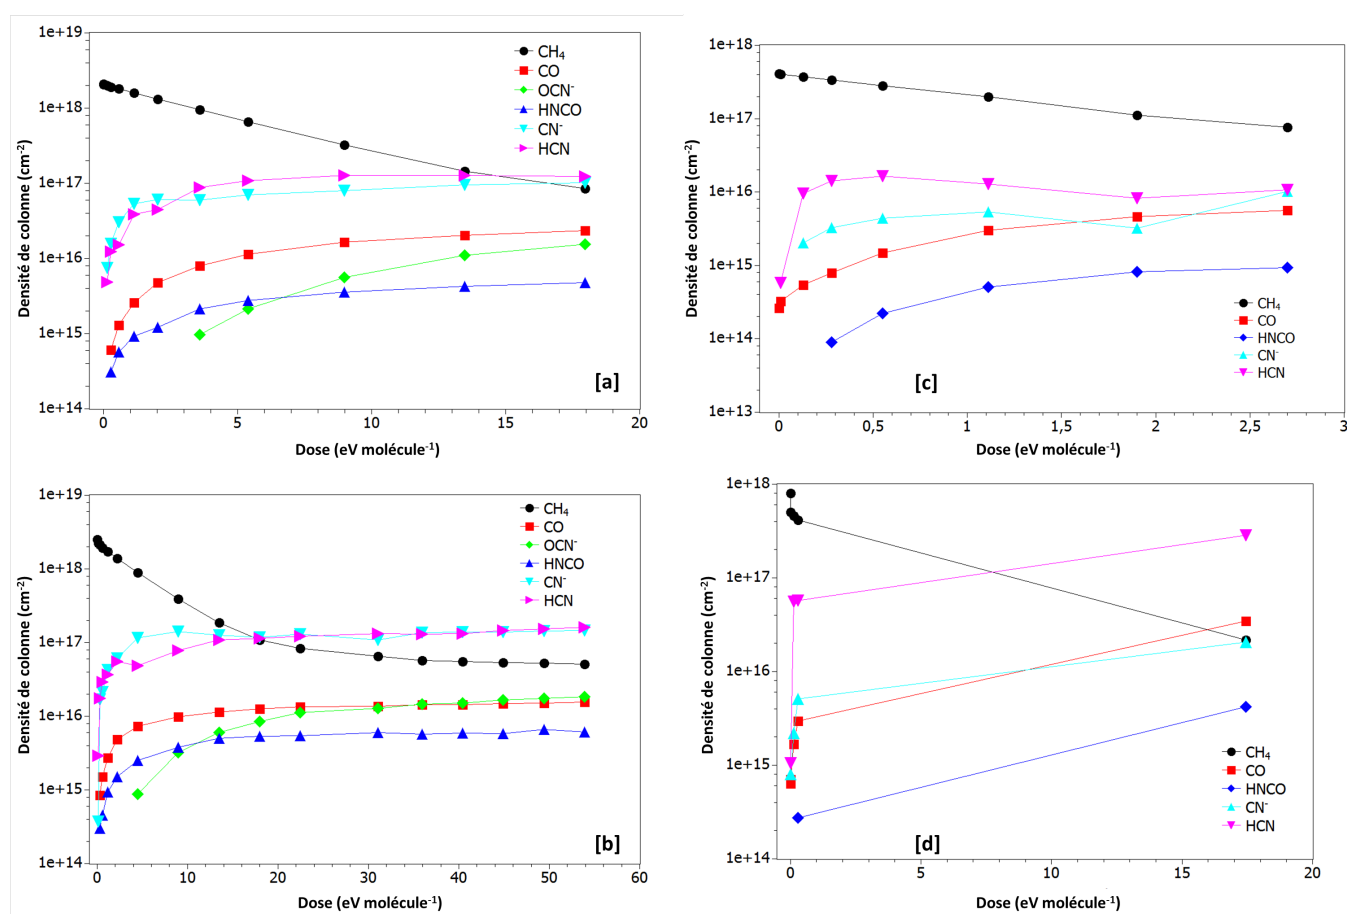 1e+19
1e+18
1e+17
1e+16
1e+15
1e+14
Densité de colonne (cm-2)
CH4
CO
OCN-
HNCO
CN-
HCN
[a]
0 5 10 15 20
Dose (eV molécule-1)
1e+18
1e+17
1e+16
1e+15
1e+14
1e+13
Densité de colonne (cm-2)
CH4
CO
HNCO
CN-
HCN
[c]
0 0,5 1 1,5 2 2,5 3
Dose (eV molécule-1)
1e+19
1e+18
1e+17
1e+16
1e+15
1e+14
Densité de colonne (cm-2)
CH4
CO
OCN-
HNCO
CN-
HCN
[b]
0 10 20 30 40 50 60
Dose (eV molécule-1)
1e+18
1e+17
1e+16
1e+15
1e+14
Densité de colonne (cm-2)
CH4
CO
HNCO
CN-
HCN
[d]
0 5 10 15 20
Dose (eV molécule-1)